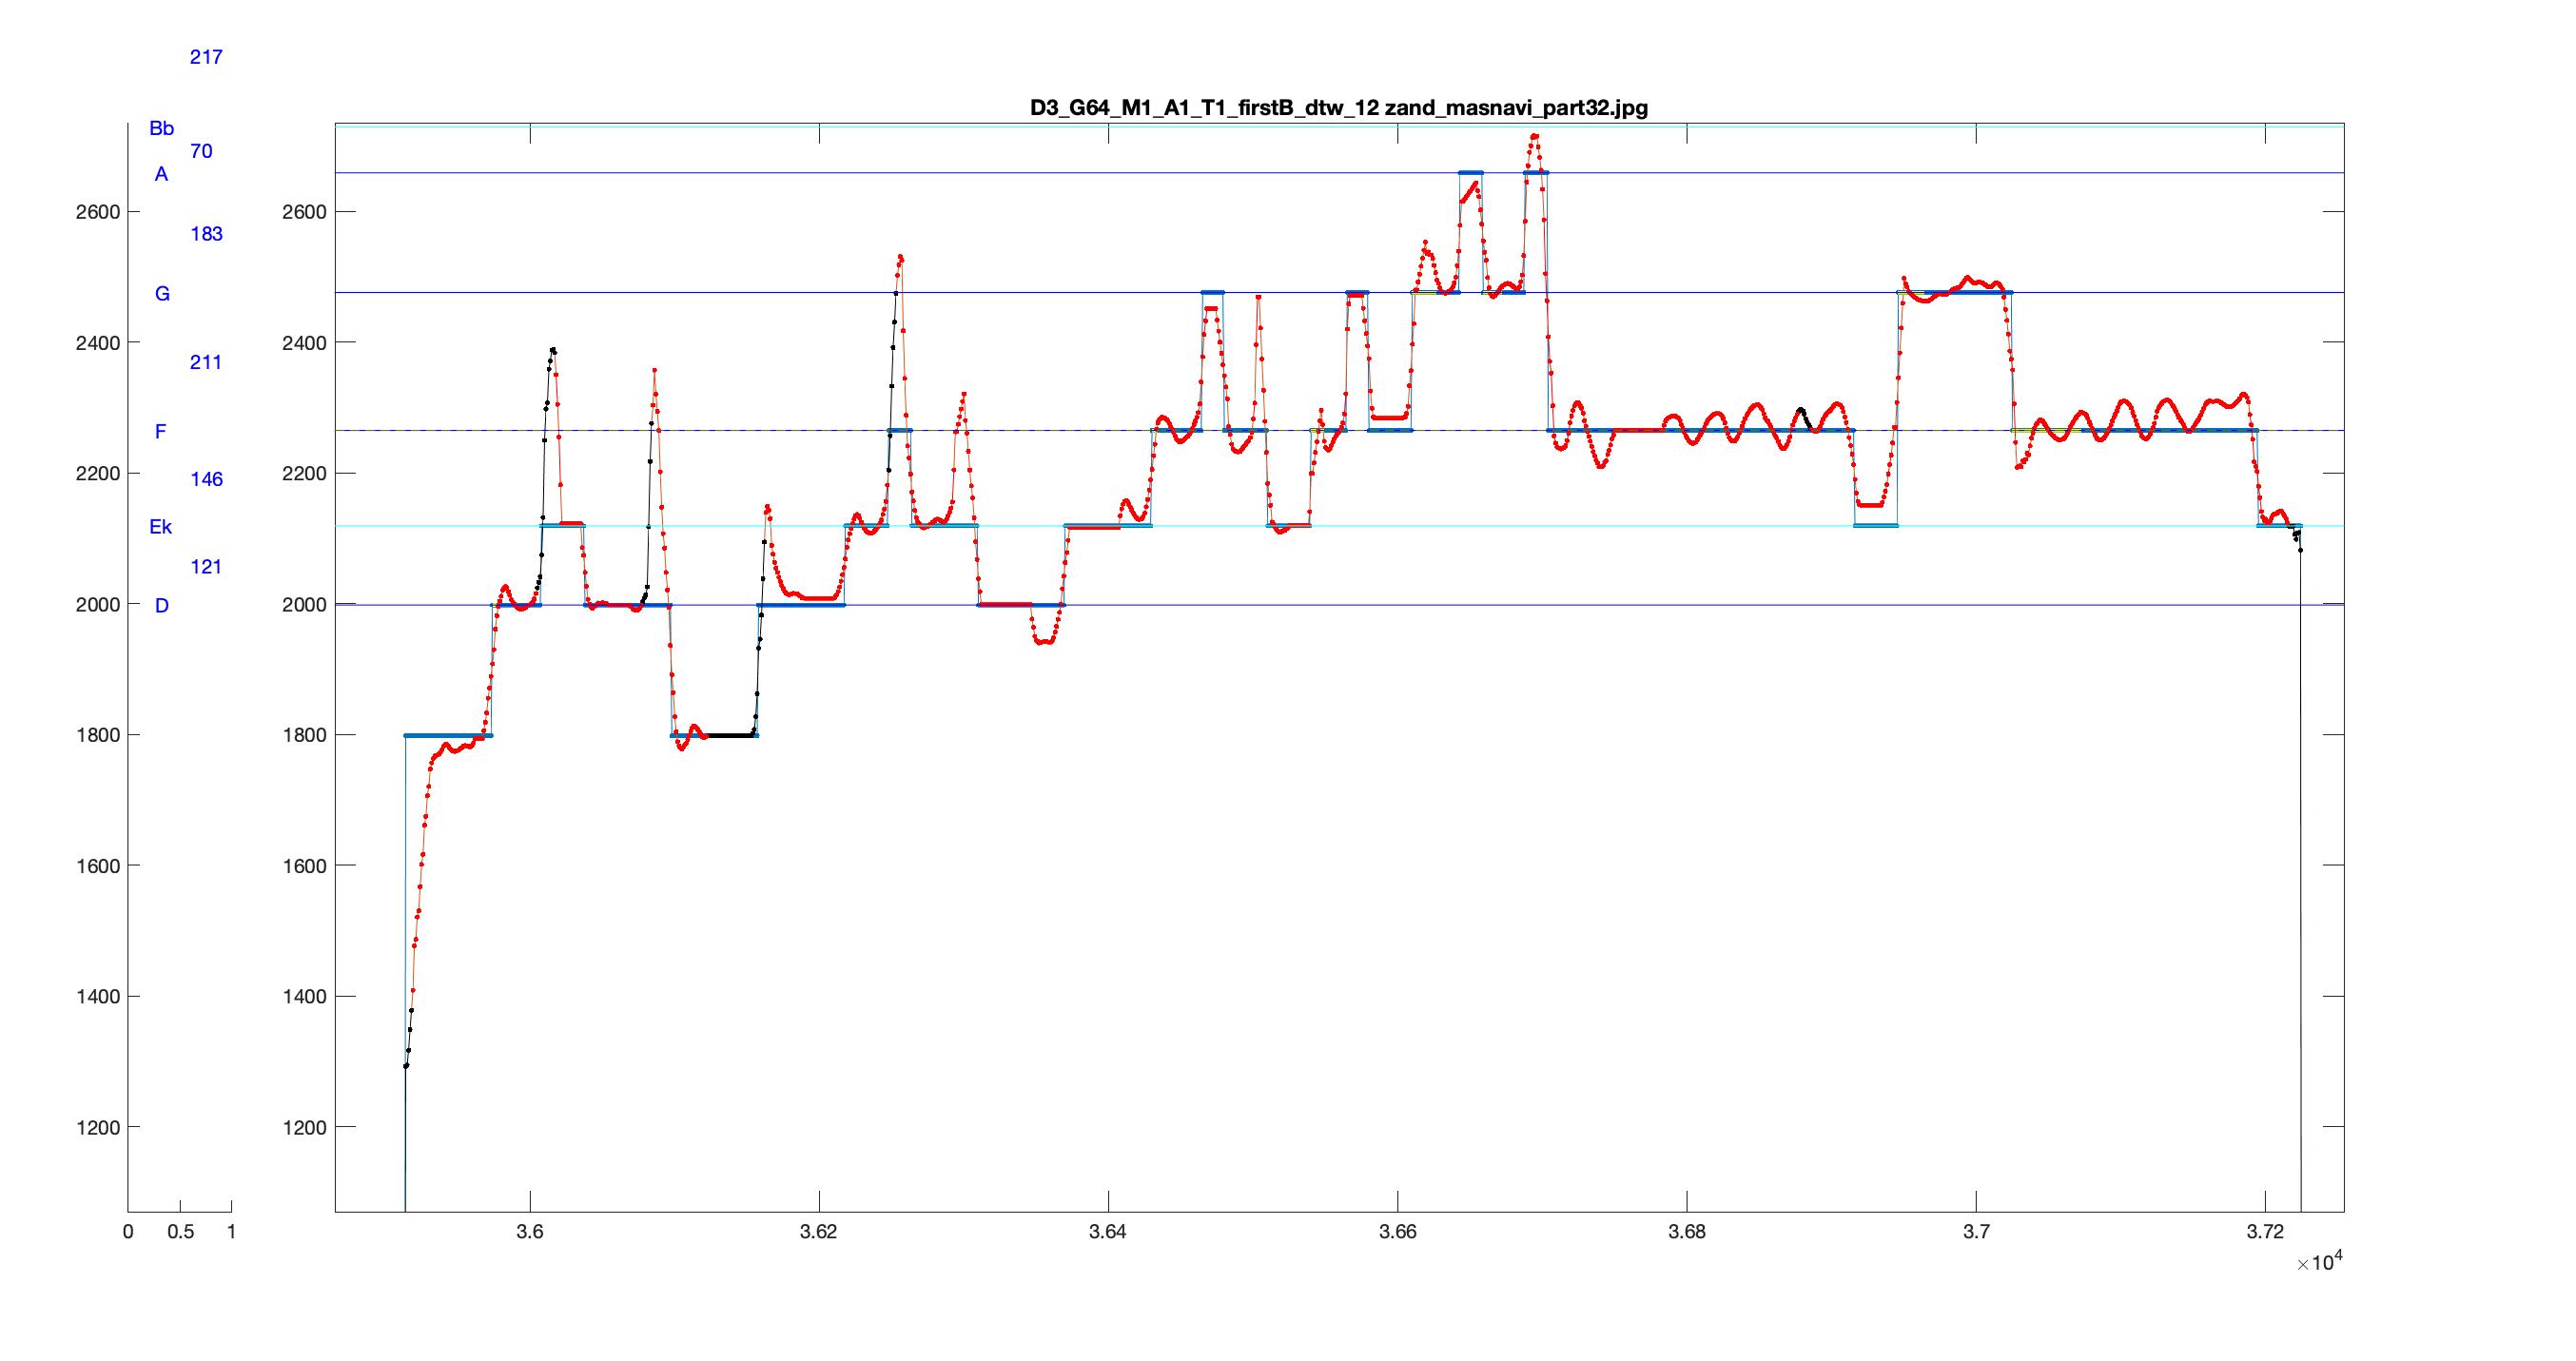 217
D3_G64_M1_A1_T1_firstB_dtw_12 zand_masnavi_part32.jpg
Bb
70
A
2600 2600
183
G
2400 2400
211
F
2200 2200
146
Ek
121
2000 D 2000
1800 1800
1600 1600
1400 1400
1200 1200
0 0.5 1 3.6 3.62 3.64 3.66 3.68 3.7 3.72
×10^4